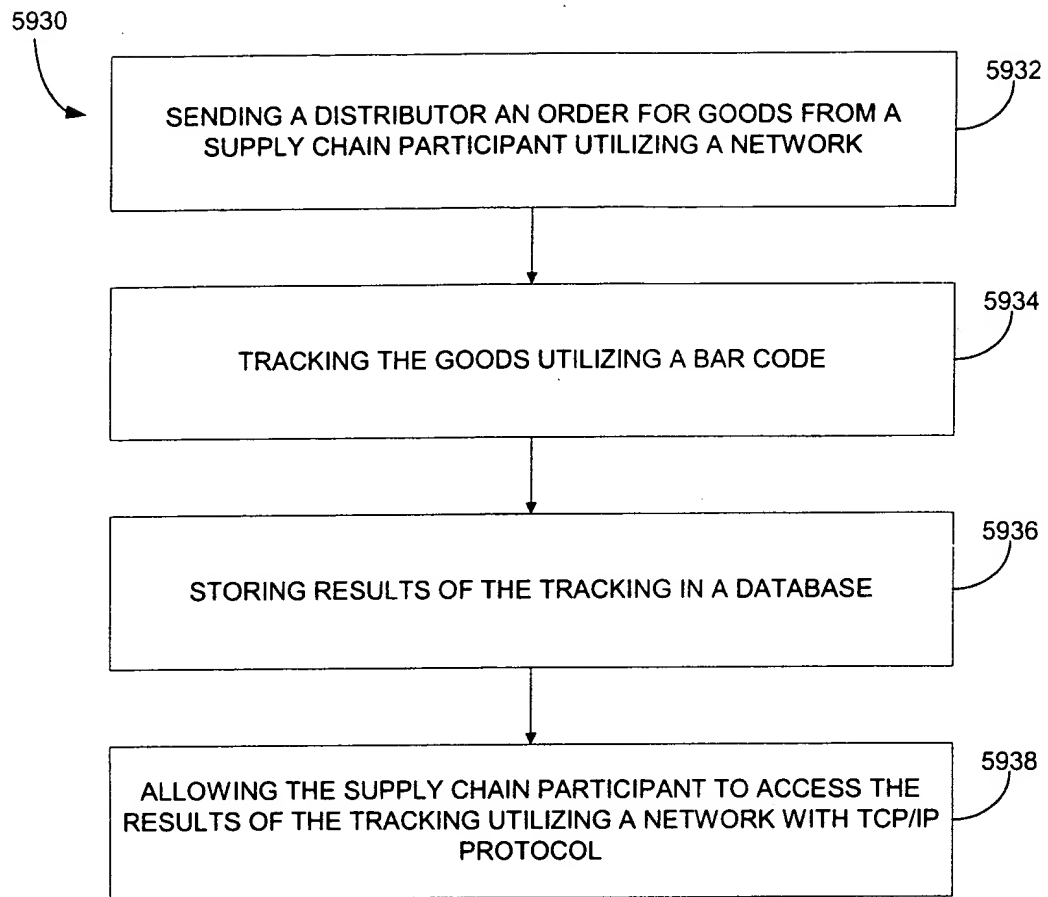 5930
5932
SENDING A DISTRIBUTOR AN ORDER FOR GOODS FROM A
SUPPLY CHAIN PARTICIPANT UTILIZING A NETWORK
5934
TRACKING THE GOODS UTILIZING A BAR CODE
5936
STORING RESULTS OF THE TRACKING IN A DATABASE
5938
ALLOWING THE SUPPLY CHAIN PARTICIPANT TO ACCESS THE
RESULTS OF THE TRACKING UTILIZING A NETWORK WITH TCP/IP
PROTOCOL